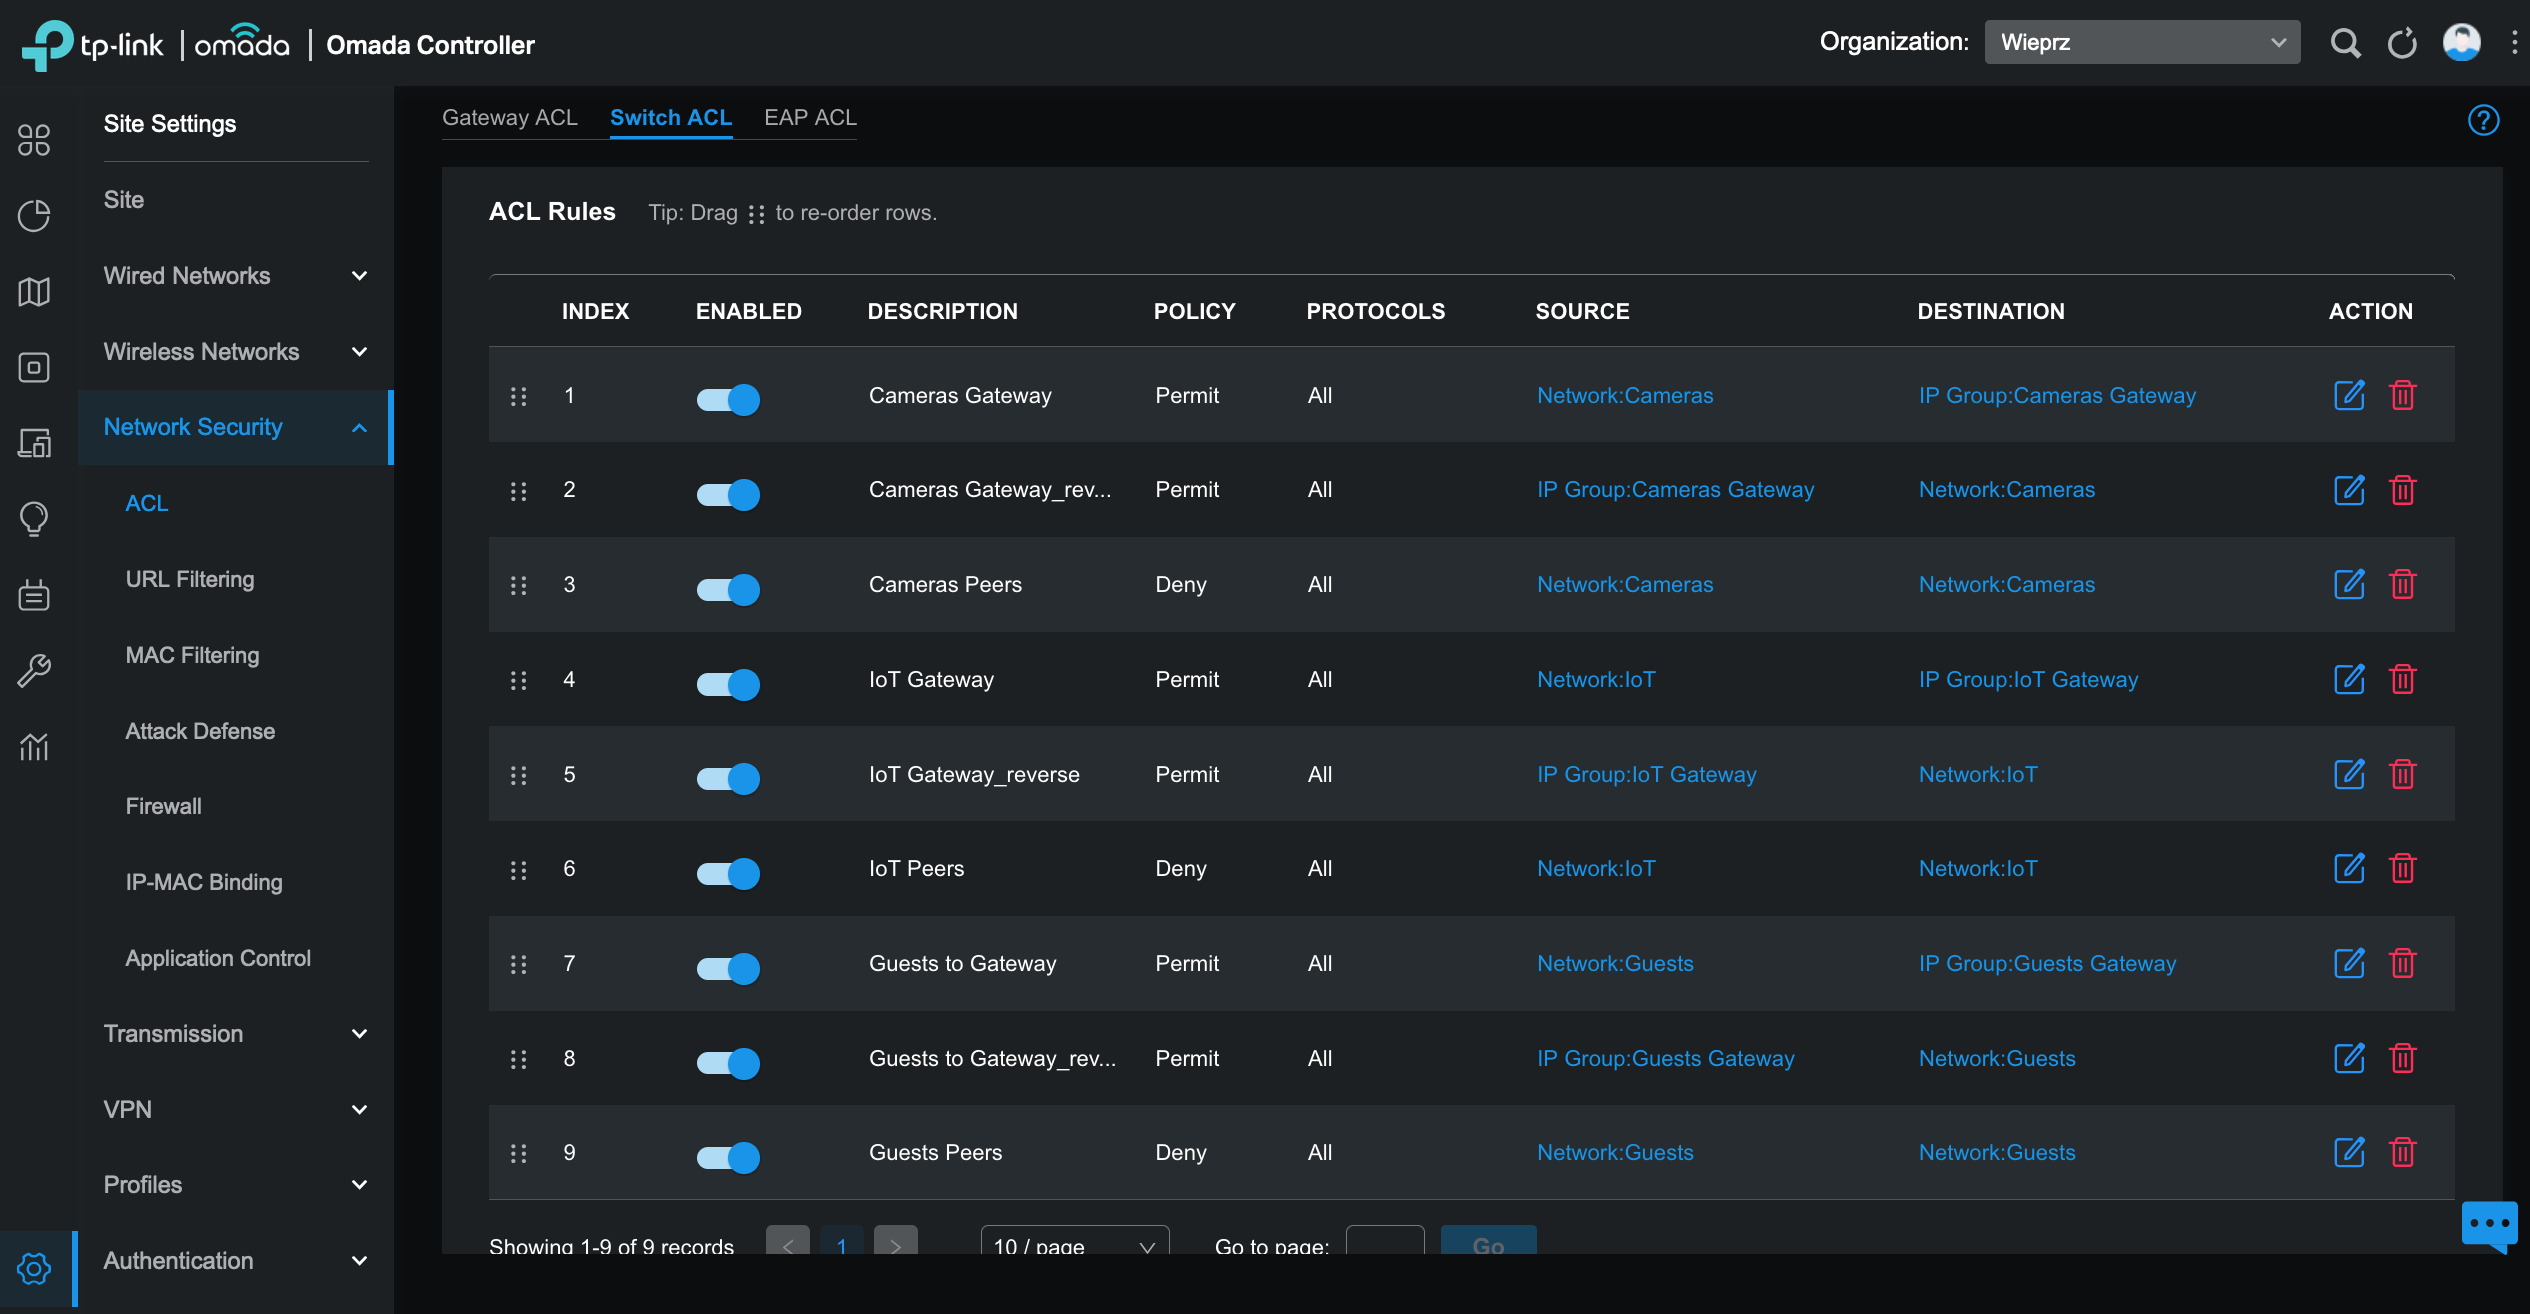 tp-link | omada | Omada Controller
Organization: Wieprz
Site Settings
Site
Wired Networks
Wireless Networks
Network Security
ACL
URL Filtering
MAC Filtering
Attack Defense
Firewall
IP-MAC Binding
Application Control
Transmission
VPN
Profiles
Authentication
Gateway ACL Switch ACL EAP ACL
?
ACL Rules Tip: Drag to re-order rows.
INDEX ENABLED DESCRIPTION POLICY PROTOCOLS SOURCE DESTINATION ACTION
1 Cameras Gateway Permit All Network:Cameras IP Group:Cameras Gateway
2 Cameras Gateway_rev... Permit All IP Group:Cameras Gateway Network:Cameras
3 Cameras Peers Deny All Network:Cameras Network:Cameras
4 IoT Gateway Permit All Network:IoT IP Group:IoT Gateway
5 IoT Gateway_reverse Permit All IP Group:IoT Gateway Network:IoT
6 IoT Peers Deny All Network:IoT Network:IoT
7 Guests to Gateway Permit All Network:Guests IP Group:Guests Gateway
8 Guests to Gateway_rev... Permit All IP Group:Guests Gateway Network:Guests
9 Guests Peers Deny All Network:Guests Network:Guests
Showing 1-9 of 9 records < 1 > 10 / page Go to page: Go